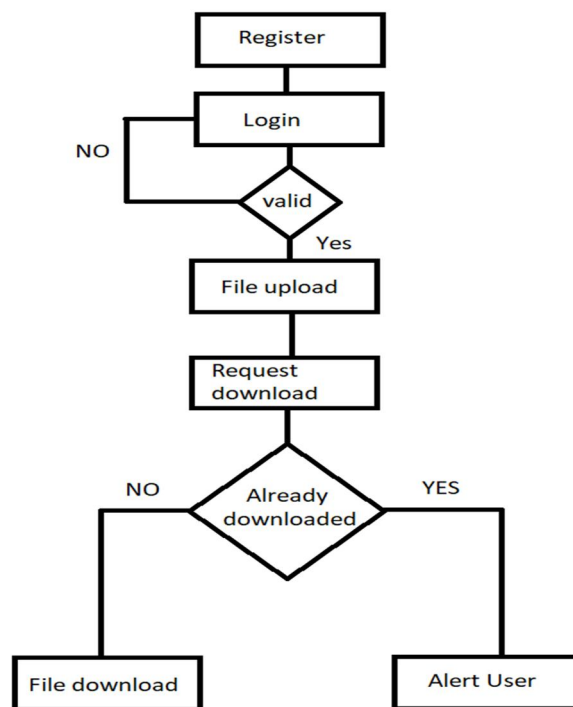 Register
Login
NO
valid
Yes
File upload
Request
download
NO
YES
Already
downloaded
File download
Alert User